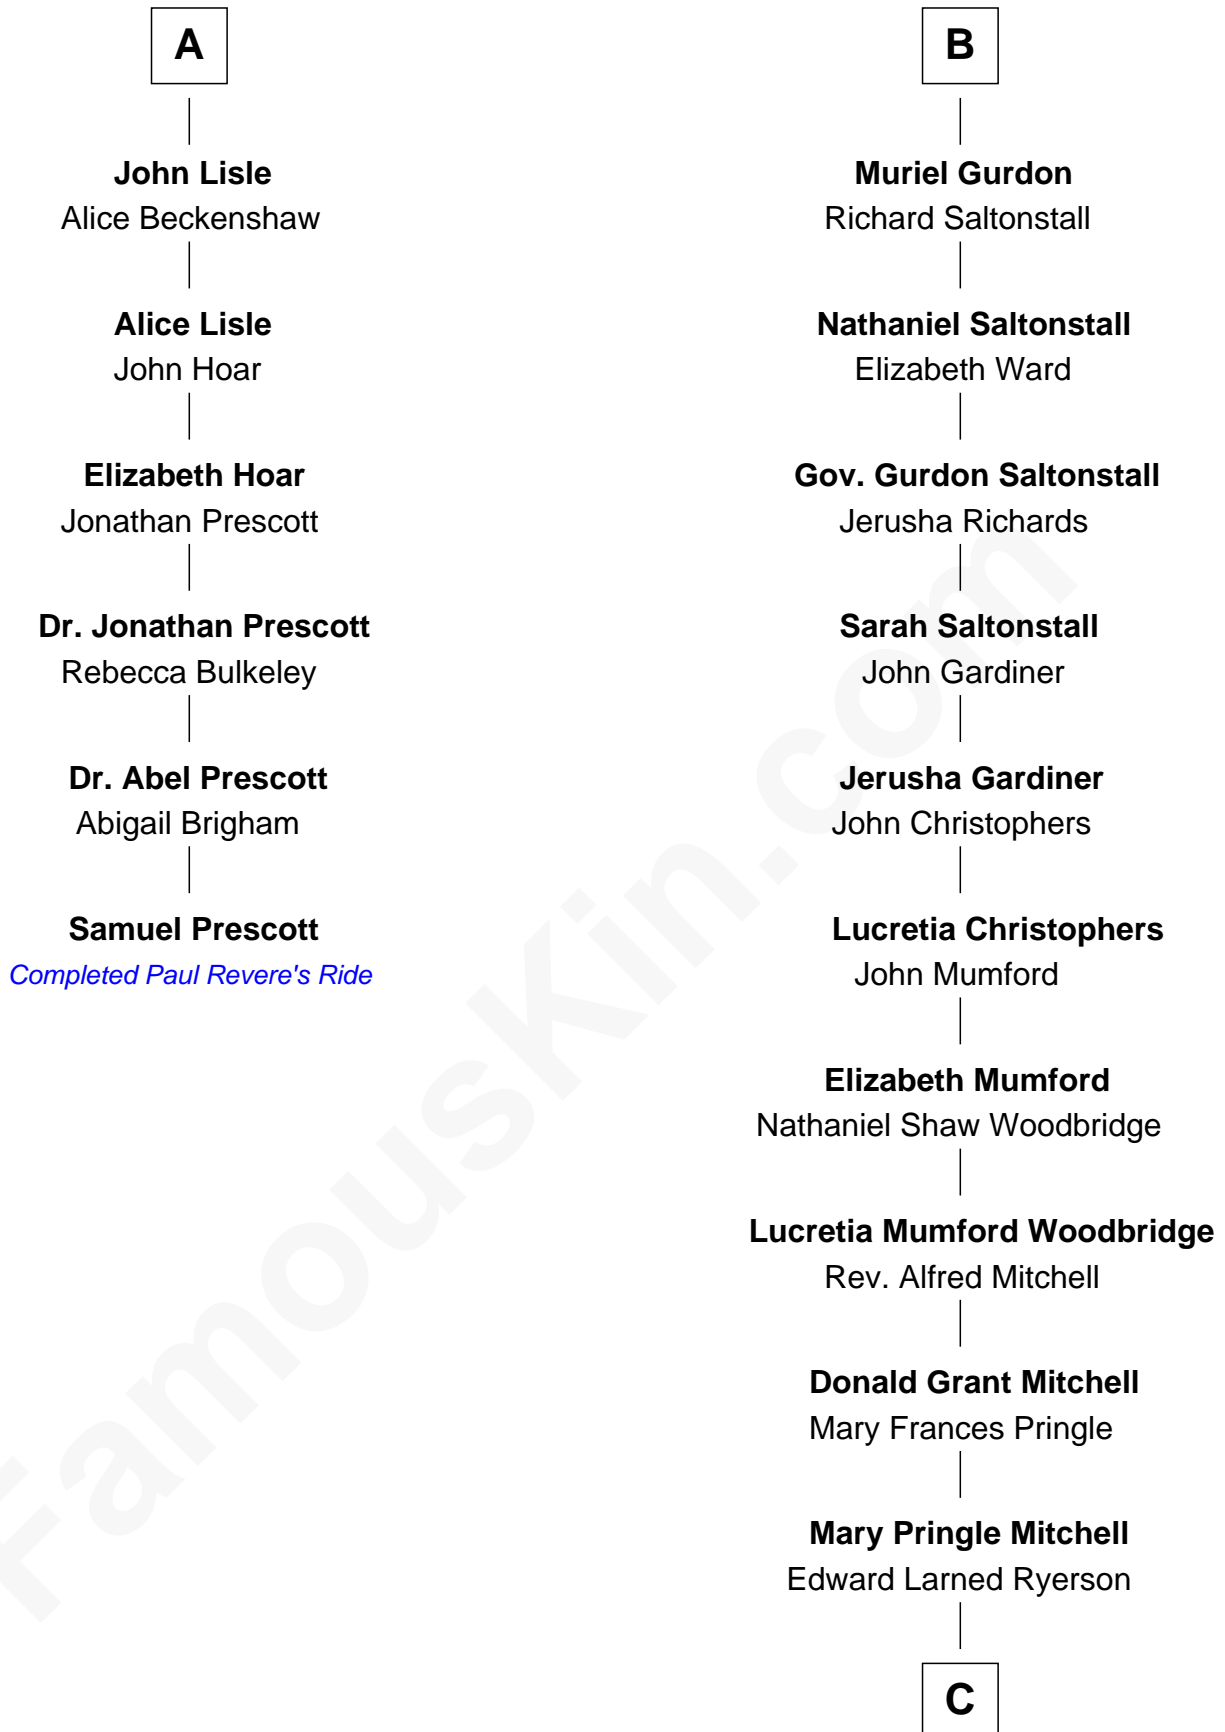 A
John Lisle
Alice Beckenshaw
Alice Lisle
John Hoar
Elizabeth Hoar
Jonathan Prescott
Dr. Jonathan Prescott
Rebecca Bulkeley
Dr. Abel Prescott
Abigail Brigham
Samuel Prescott
Completed Paul Revere's Ride
B
Muriel Gurdon
Richard Saltonstall
Nathaniel Saltonstall
Elizabeth Ward
Gov. Gurdon Saltonstall
Jerusha Richards
Sarah Saltonstall
John Gardiner
Jerusha Gardiner
John Christophers
Lucretia Christophers
John Mumford
Elizabeth Mumford
Nathaniel Shaw Woodbridge
Lucretia Mumford Woodbridge
Rev. Alfred Mitchell
Donald Grant Mitchell
Mary Frances Pringle
Mary Pringle Mitchell
Edward Larned Ryerson
C
FamousKin.com